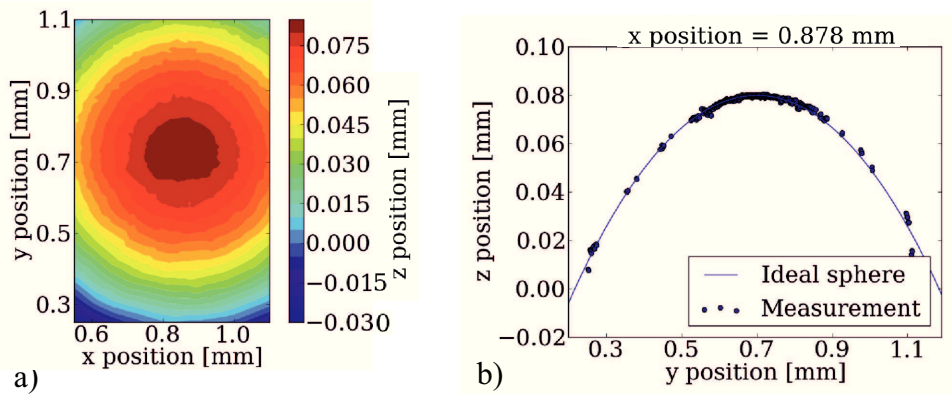 1.1
0.9
0.7
0.5
0.3
y position [mm]
0.6
0.8
1.0
x position [mm]
0.075
0.060
0.045
0.030
0.015
0.000
−0.015
−0.030
z position [mm]
a)
x position = 0.878 mm
0.10
0.08
0.06
0.04
0.02
0.00
−0.02
z position [mm]
Ideal sphere
Measurement
0.3
0.5
0.7
0.9
1.1
y position [mm]
b)